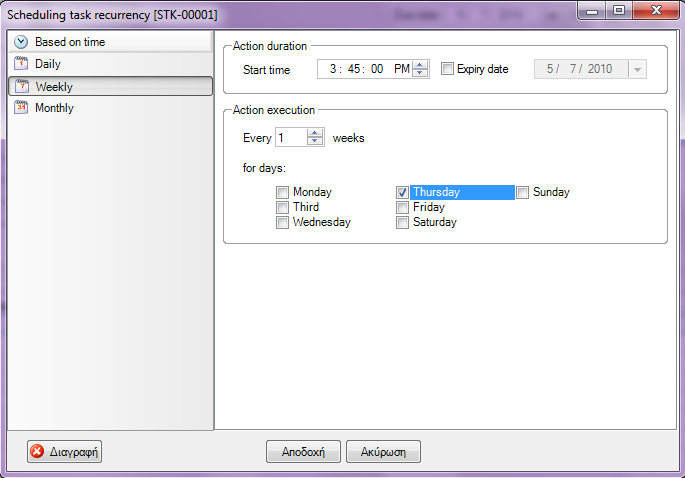 Scheduling task recurrency [STK-00001]
Based on time
Daily
Weekly
Monthly
Action duration
Start time 3 : 45 : 00 PM Expiry date 5 / 7 / 2010
Action execution
Every 1 weeks
for days:
Monday Thursday Sunday
Third Friday
Wednesday Saturday
Διαγραφή Αποδοχή Ακύρωση